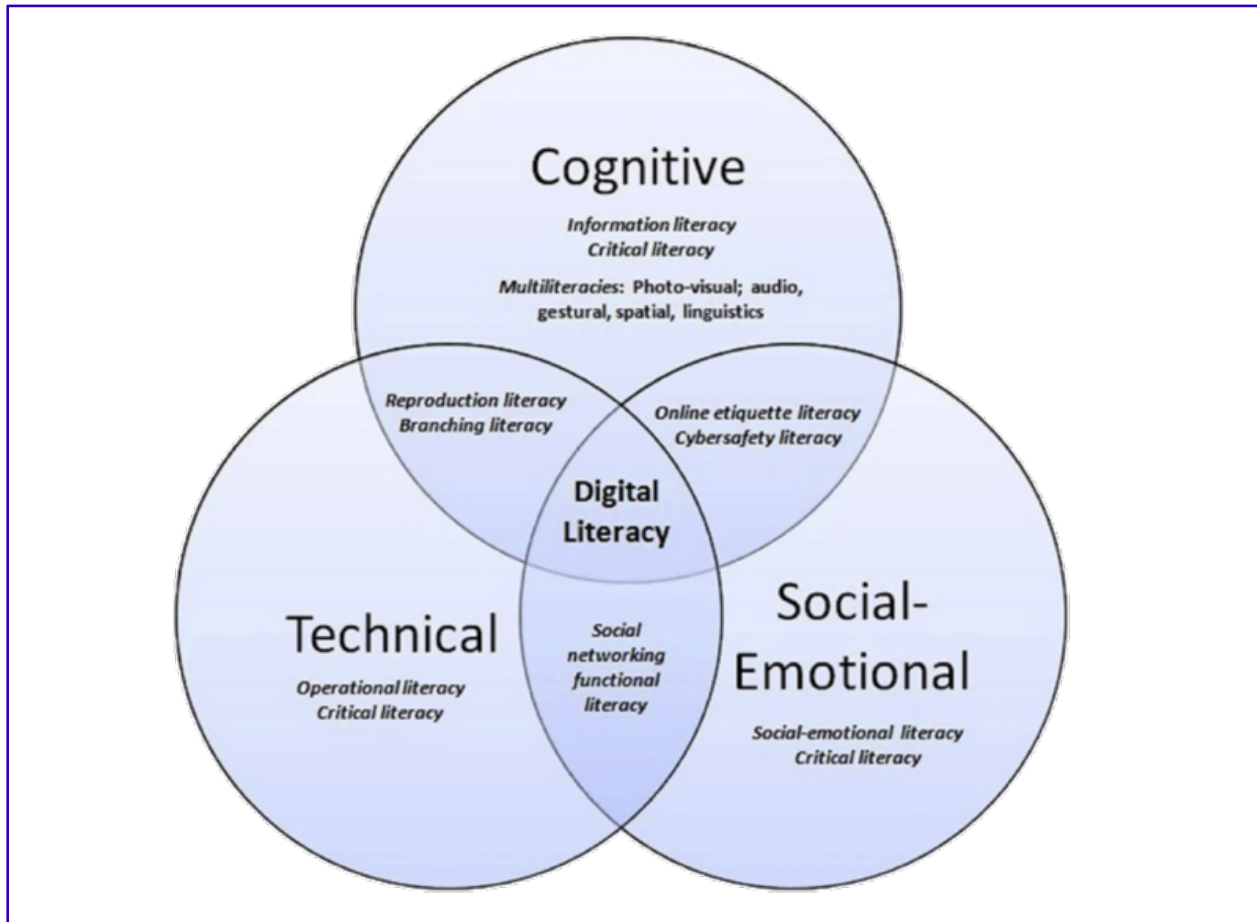 Cognitive
Information literacy
Critical literacy
Multiliteracies: Photo-visual; audio,
gestural, spatial, linguistics
Reproduction literacy
Branching literacy
Online etiquette literacy
Cybersafety literacy
Digital
Literacy
Technical
Operational literacy
Critical literacy
Social
networking
functional
literacy
Social-
Emotional
Social-emotional literacy
Critical literacy